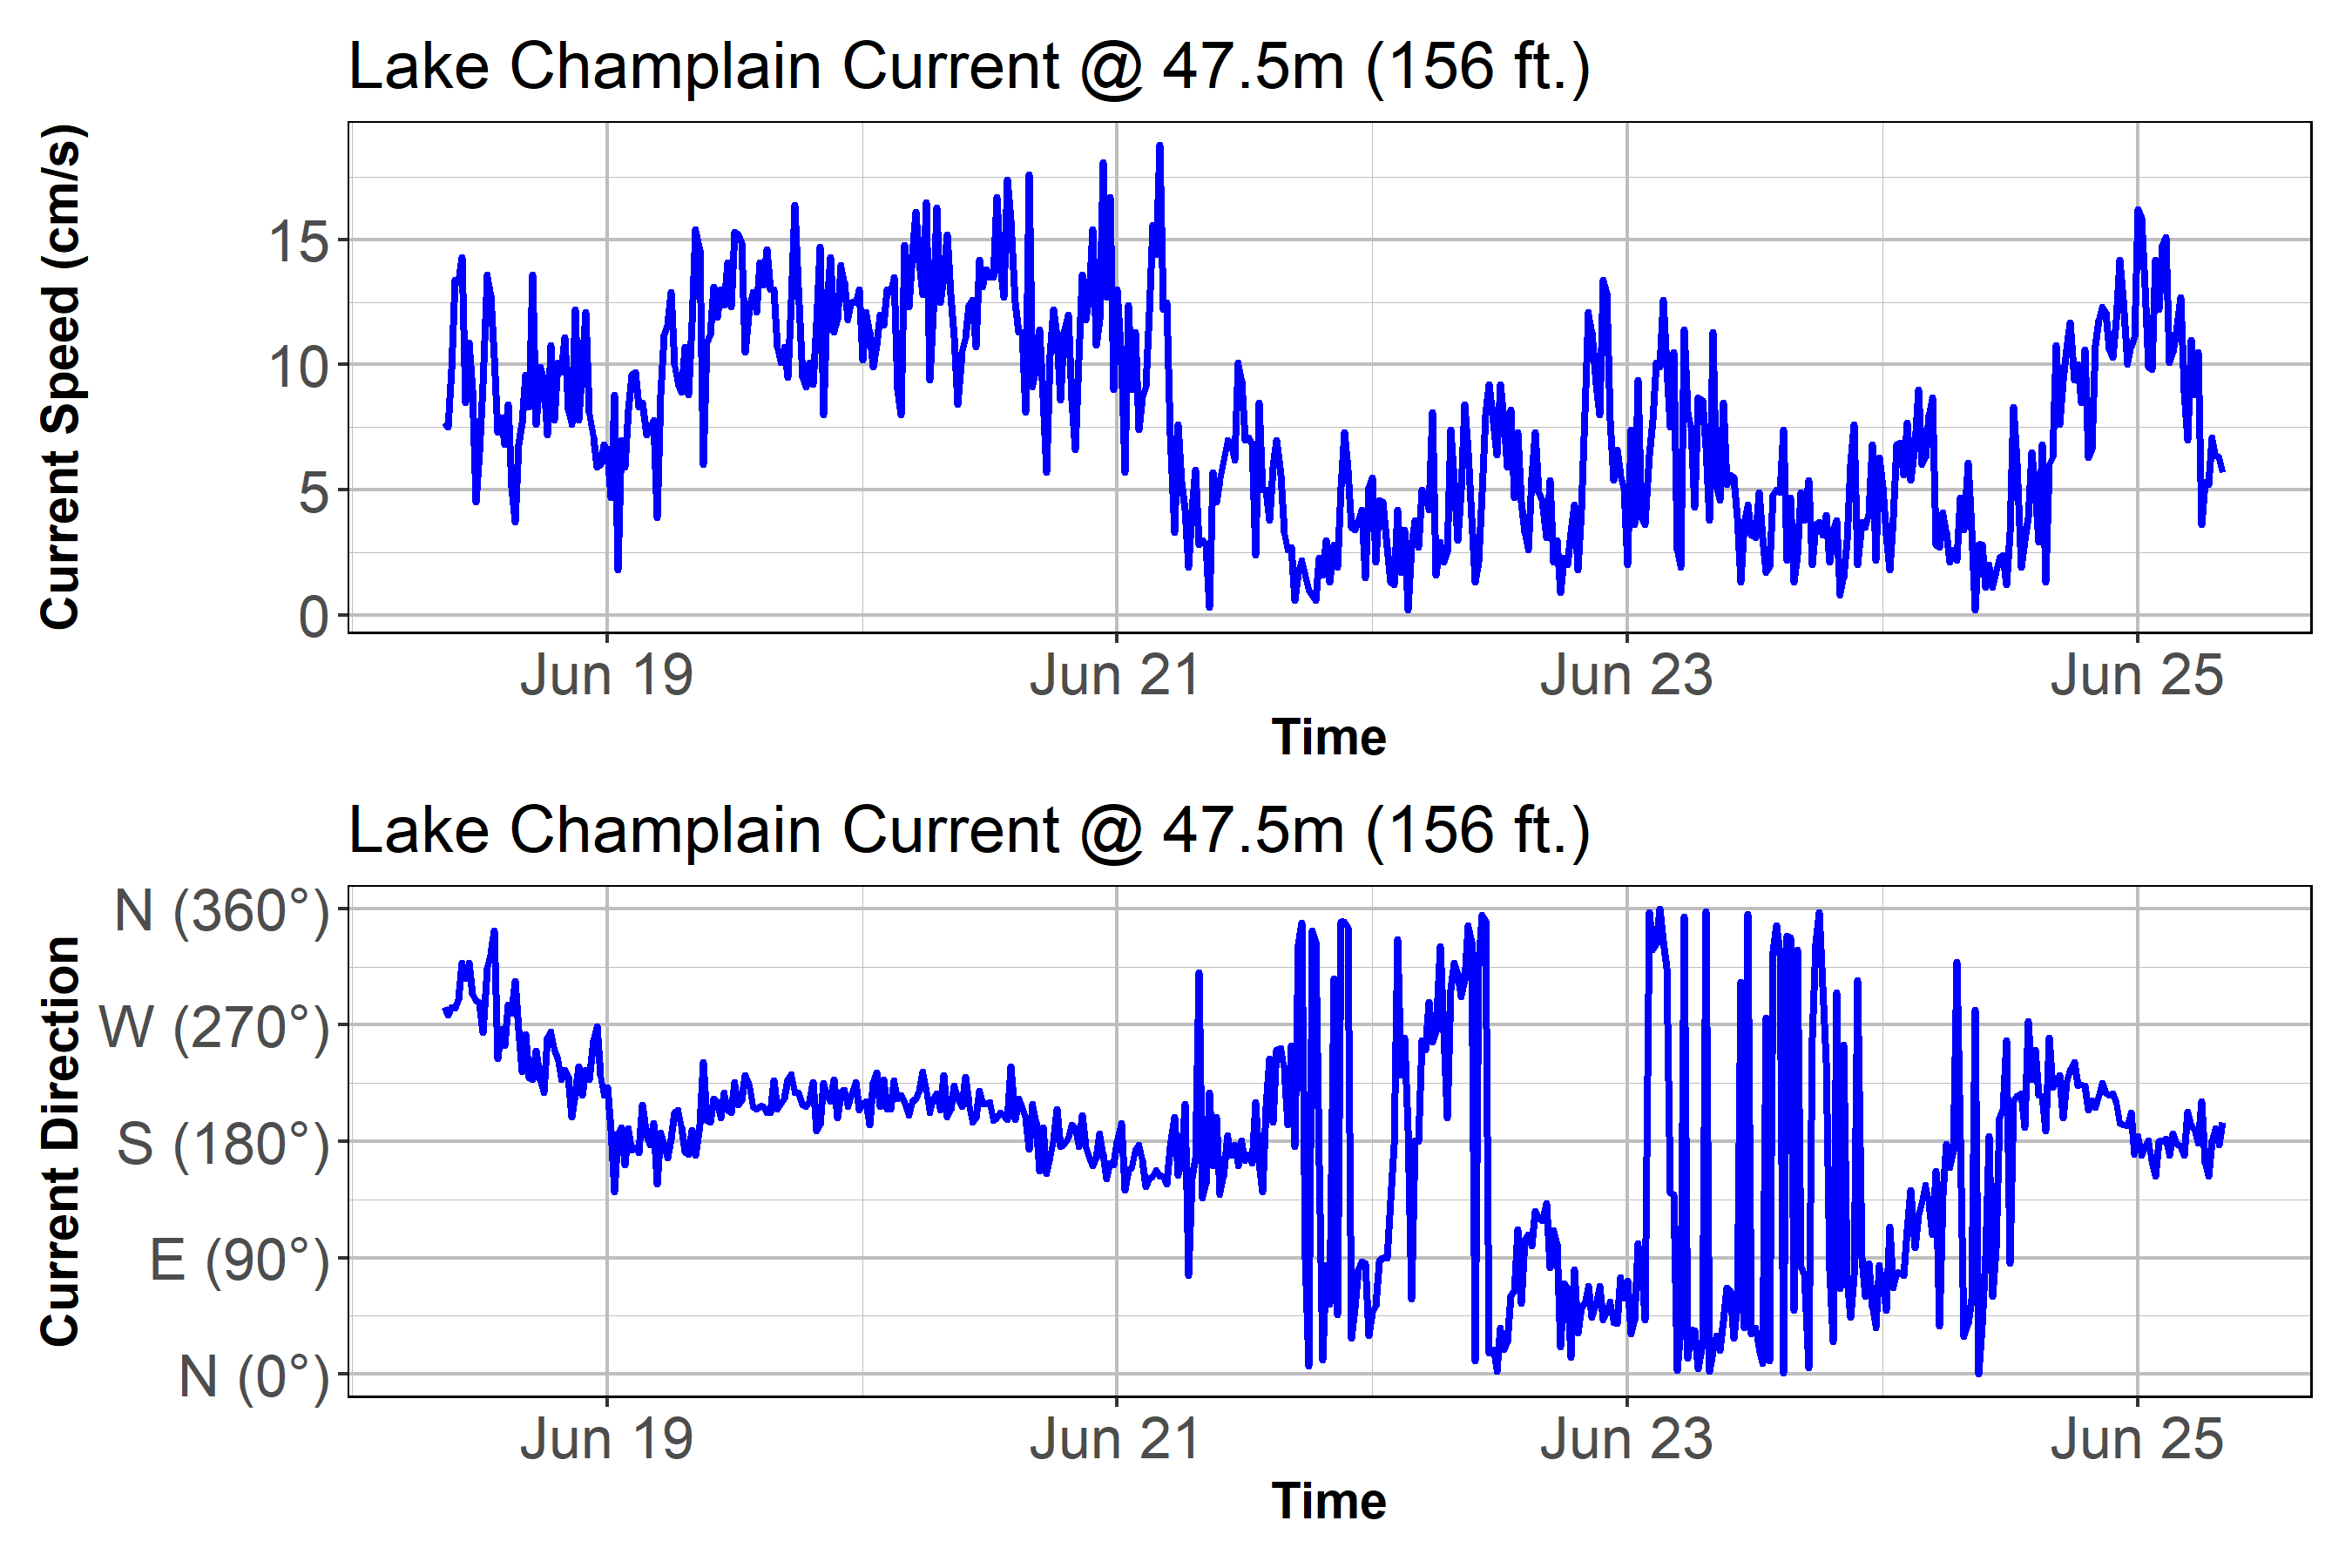 Lake Champlain Current @ 47.5m (156 ft.)
Current Speed (cm/s)
15
10
5
0
Jun 19
Jun 21
Jun 23
Jun 25
Time
Lake Champlain Current @ 47.5m (156 ft.)
Current Direction
N (360°)
W (270°)
S (180°)
E (90°)
N (0°)
Jun 19
Jun 21
Jun 23
Jun 25
Time